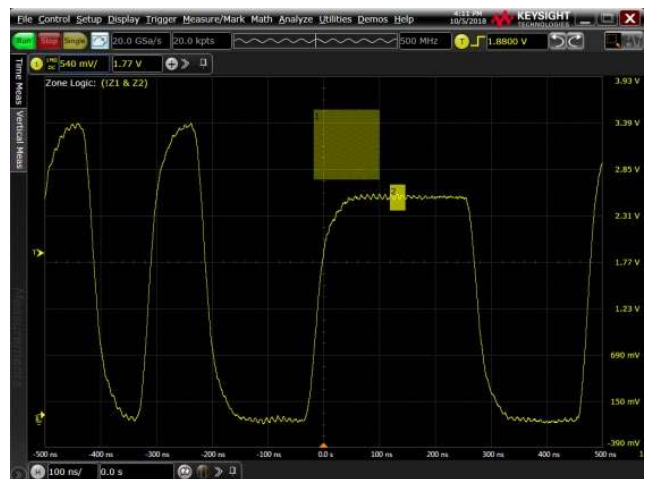 File Control Setup Display Trigger Measure/Mark Math Analyze Utilities Demos Help
4:11 PM
10/5/2018
KEYSIGHT
TECHNOLOGIES
Run Stop Single 20.0 GSa/s 20.0 kpts 500 MHz T 1.8800 V
1 540 mV/ 1.77 V
Time Meas
Vertical Meas
Measurements
Zone Logic: (!Z1 & Z2)
1
2
T
3.93 V
3.39 V
2.85 V
2.31 V
1.77 V
1.23 V
690 mV
150 mV
-390 mV
-500 ns -400 ns -300 ns -200 ns -100 ns 0.0 s 100 ns 200 ns 300 ns 400 ns 500 ns
H 100 ns/ 0.0 s